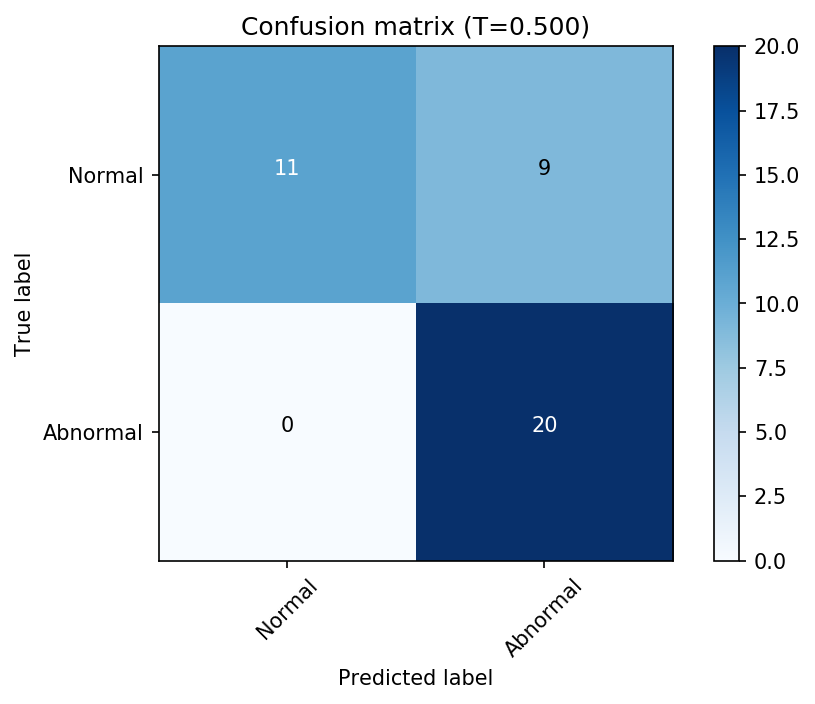 Confusion matrix (T=0.500)
True label
Normal
Abnormal
11
9
0
20
Normal
Abnormal
Predicted label
20.0
17.5
15.0
12.5
10.0
7.5
5.0
2.5
0.0